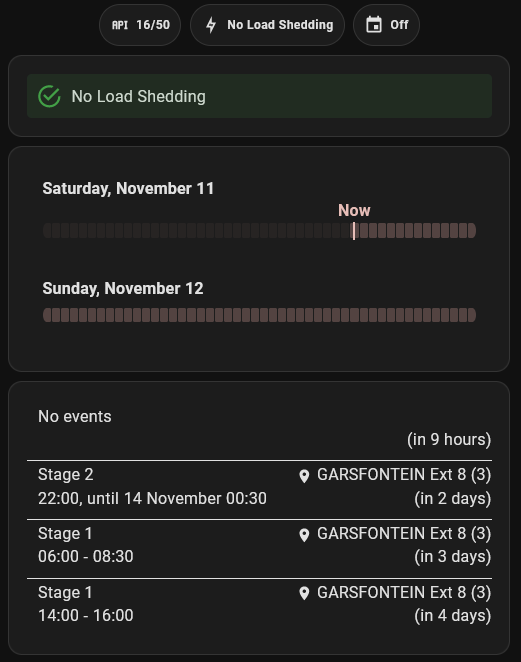 API 16/50
No Load Shedding
Off
No Load Shedding
Saturday, November 11
Now
Sunday, November 12
No events
(in 9 hours)
Stage 2
GARSFONTEIN Ext 8 (3)
22:00, until 14 November 00:30
(in 2 days)
Stage 1
GARSFONTEIN Ext 8 (3)
06:00 - 08:30
(in 3 days)
Stage 1
GARSFONTEIN Ext 8 (3)
14:00 - 16:00
(in 4 days)